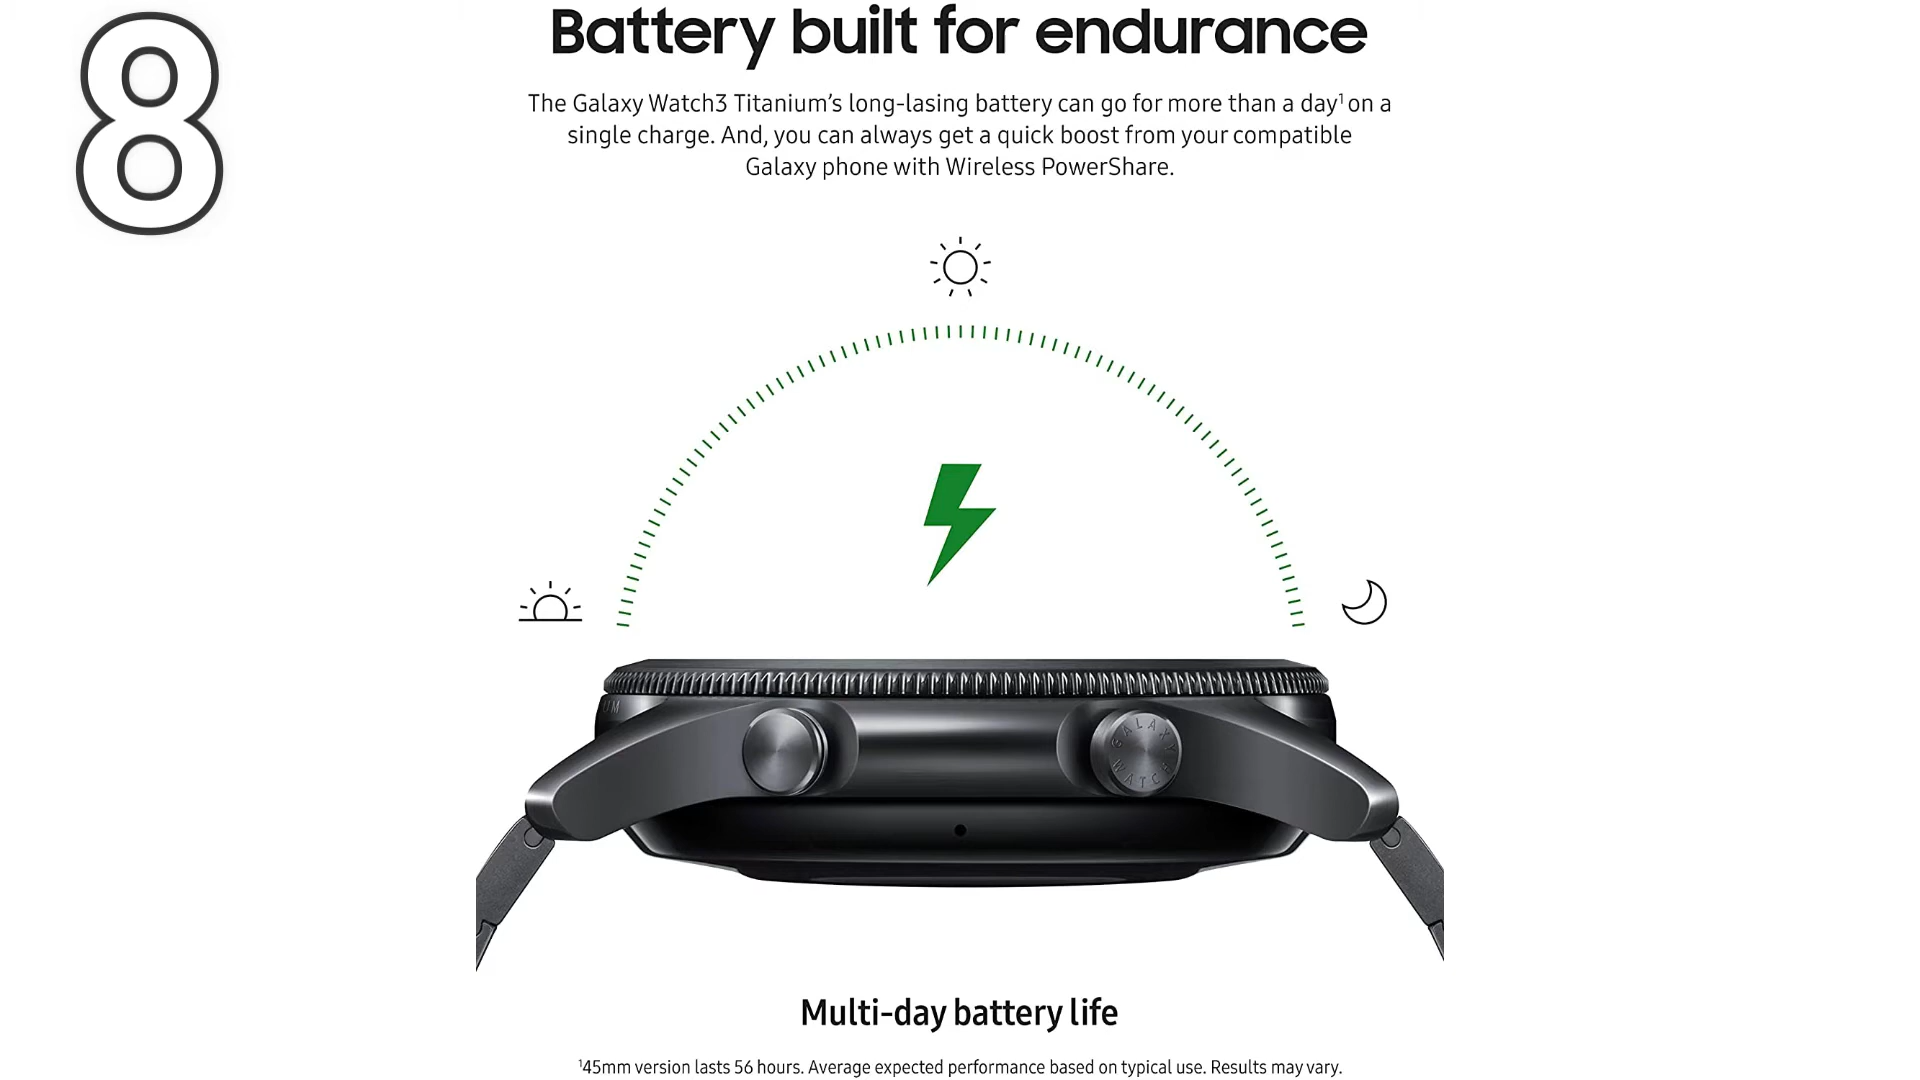 8
Battery built for endurance
The Galaxy Watch3 Titanium’s long-lasing battery can go for more than a day¹ on a
single charge. And, you can always get a quick boost from your compatible
Galaxy phone with Wireless PowerShare.
GALAXY
WATCH
Multi-day battery life
¹45mm version lasts 56 hours. Average expected performance based on typical use. Results may vary.